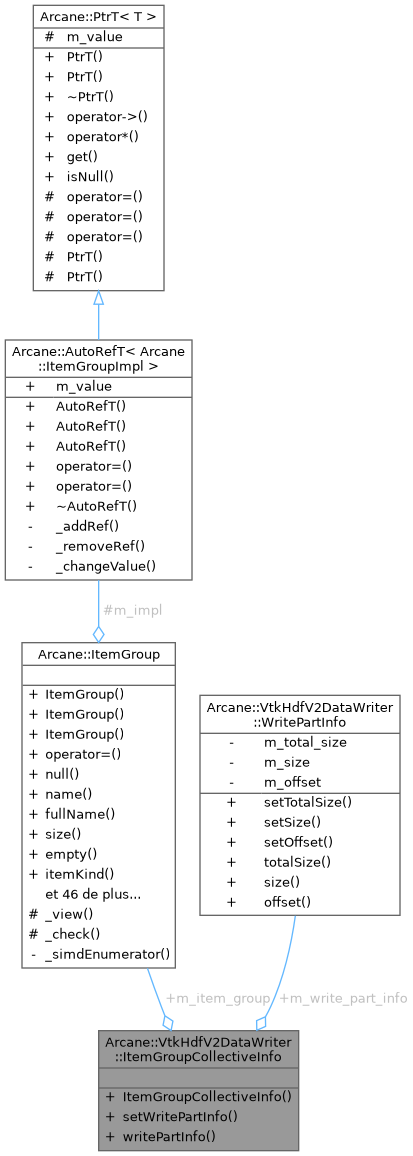 Arcane::PtrT< T >
# m_value
+ PtrT()
+ PtrT()
+ ~PtrT()
+ operator->()
+ operator*()
+ get()
+ isNull()
# operator=()
# operator=()
# operator=()
# PtrT()
# PtrT()
Arcane::AutoRefT< Arcane
::ItemGroupImpl >
+ m_value
+ AutoRefT()
+ AutoRefT()
+ AutoRefT()
+ operator=()
+ operator=()
+ ~AutoRefT()
- _addRef()
- _removeRef()
- _changeValue()
#m_impl
Arcane::ItemGroup
+ ItemGroup()
+ ItemGroup()
+ ItemGroup()
+ operator=()
+ null()
+ name()
+ fullName()
+ size()
+ empty()
+ itemKind()
et 46 de plus...
# _view()
# _check()
- _simdEnumerator()
Arcane::VtkHdfV2DataWriter
::WritePartInfo
- m_total_size
- m_size
- m_offset
+ setTotalSize()
+ setSize()
+ setOffset()
+ totalSize()
+ size()
+ offset()
+m_item_group
+m_write_part_info
Arcane::VtkHdfV2DataWriter
::ItemGroupCollectiveInfo
+ ItemGroupCollectiveInfo()
+ setWritePartInfo()
+ writePartInfo()